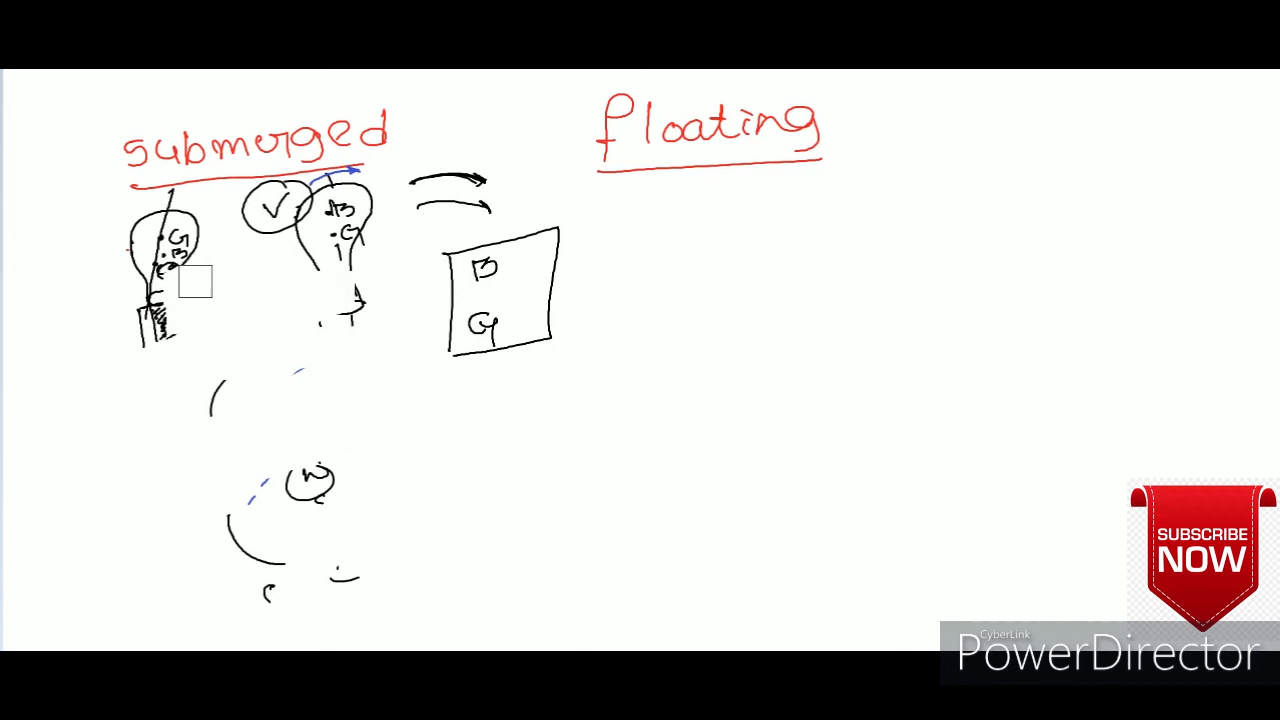 submerged
floating
B
G
G
B
B
G
SUBSCRIBE
NOW
CyberLink
PowerDirector